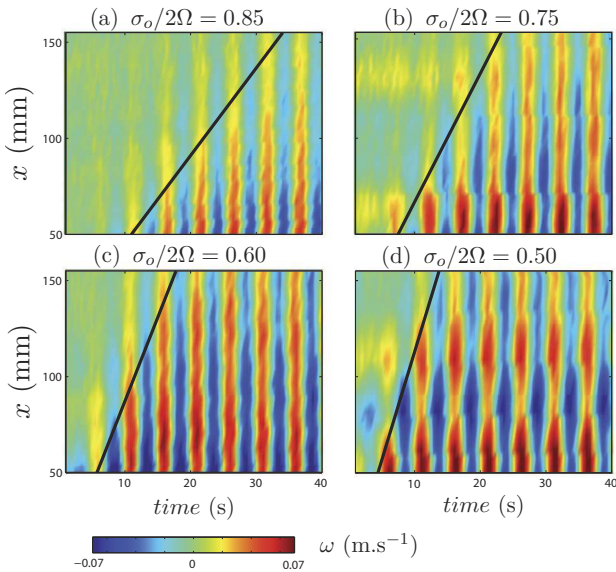 (a) σₒ/2Ω = 0.85
(b) σₒ/2Ω = 0.75
155
100
50
x (mm)
(c) σₒ/2Ω = 0.60
(d) σₒ/2Ω = 0.50
150
100
50
x (mm)
10 20 30 40
10 20 30 40
time (s)
time (s)
ω (m.s⁻¹)
−0.07 0 0.07